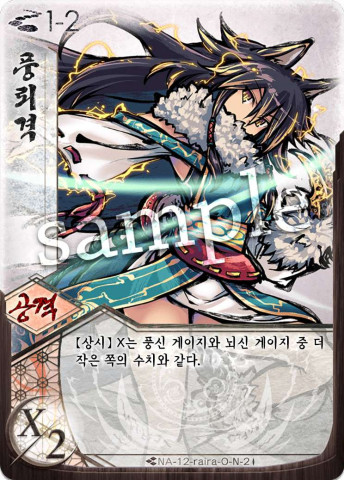 1-2
풍뢰격
sample
공격
【상시】X는 풍신 게이지와 뇌신 게이지 중 더
작은 쪽의 수치와 같다.
X/2
NA-12-raira-O-N-2